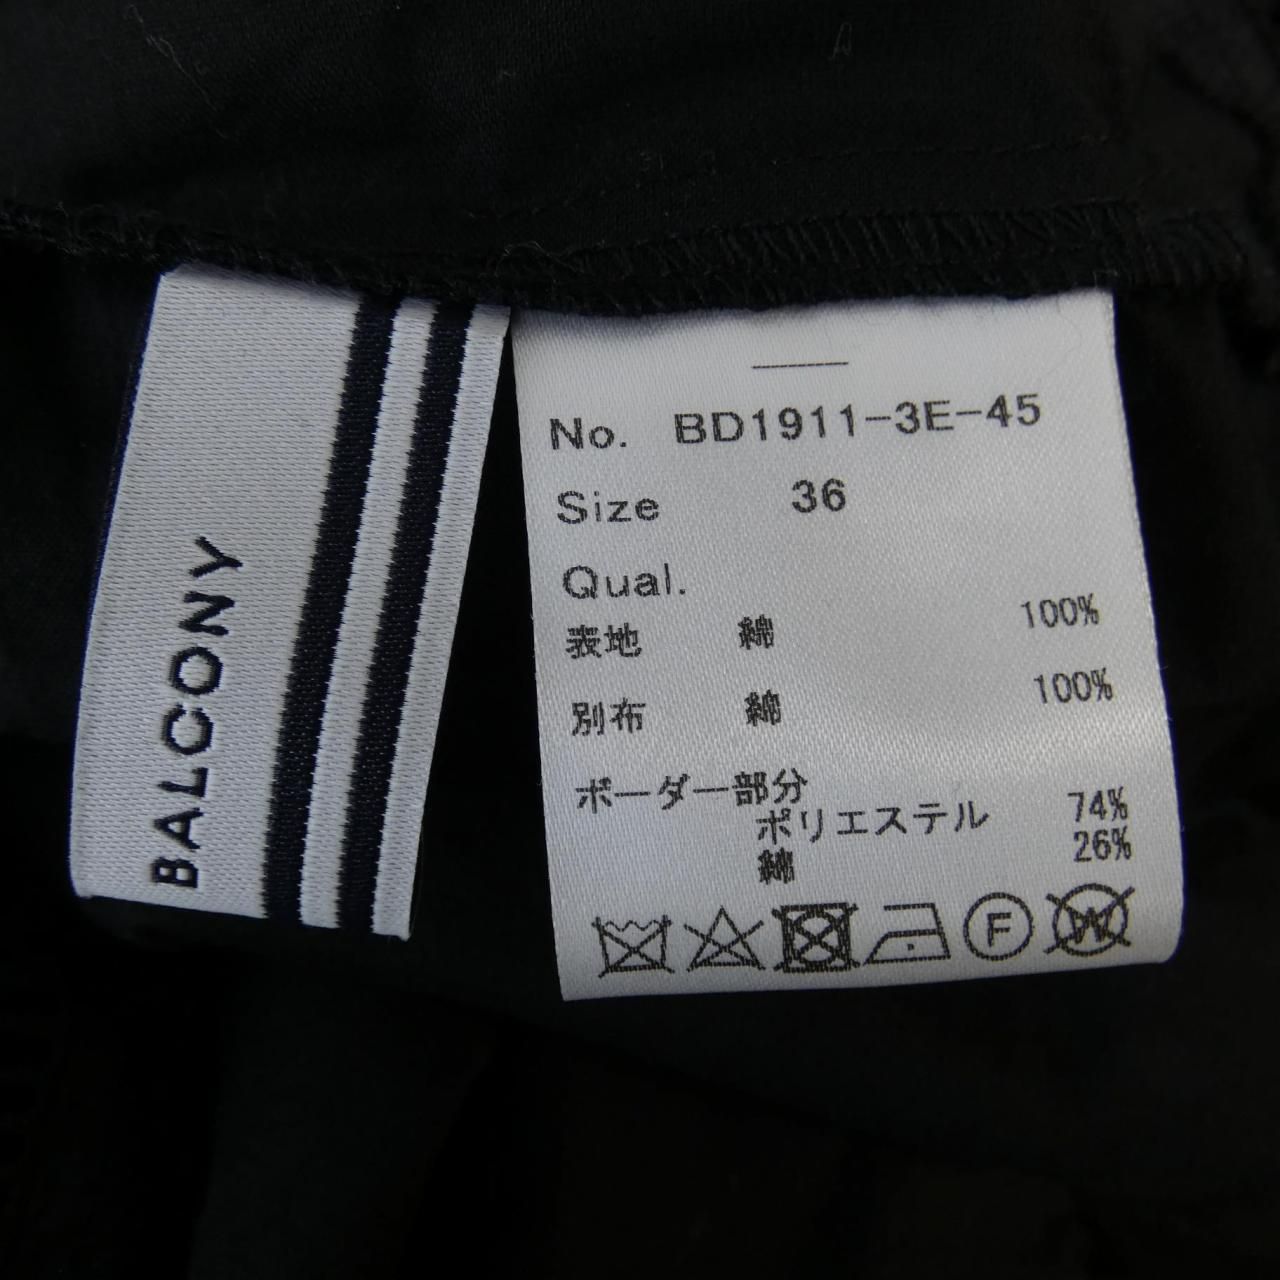 BALCONY
No. BD1911-3E-45
Size 36
Qual.
表地 綿 100%
別布 綿 100%
ボーダー部分
ポリエステル 74%
綿 26%
F W